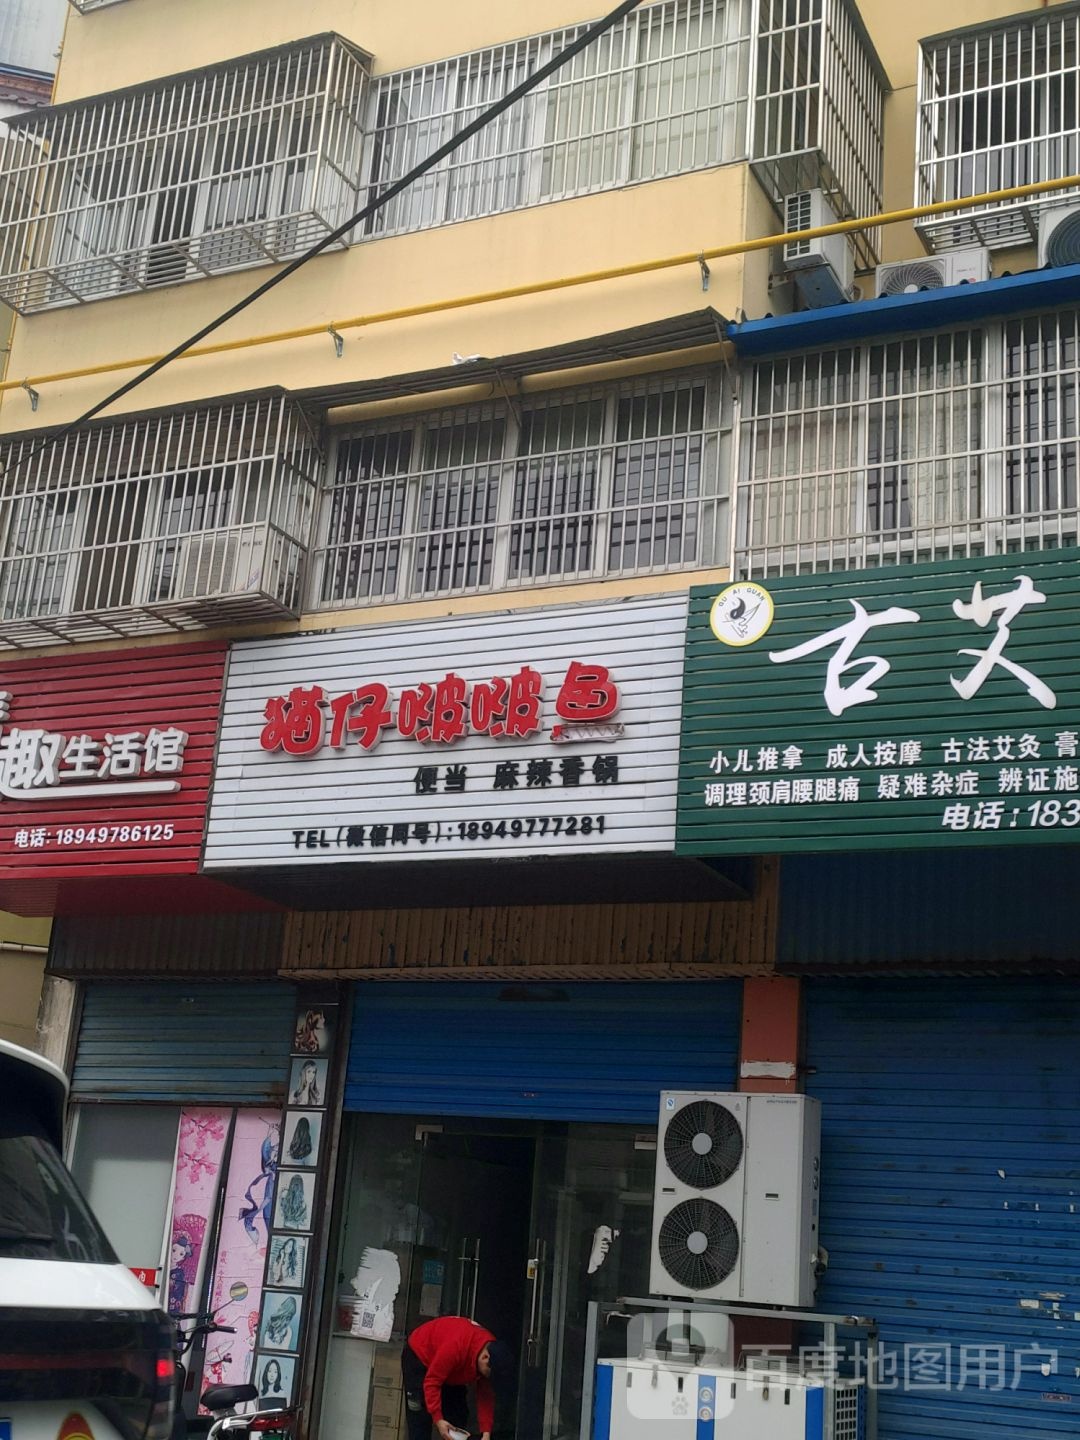 趣生活馆
电话: 18949786125
猫仔啵啵鱼
便当 麻辣香锅
TEL(微信同号):18949777281
GU AI GUAN
古艾
小儿推拿 成人按摩 古法艾灸 膏
调理颈肩腰腿痛 疑难杂症 辨证施
电话:183
百度地图用户